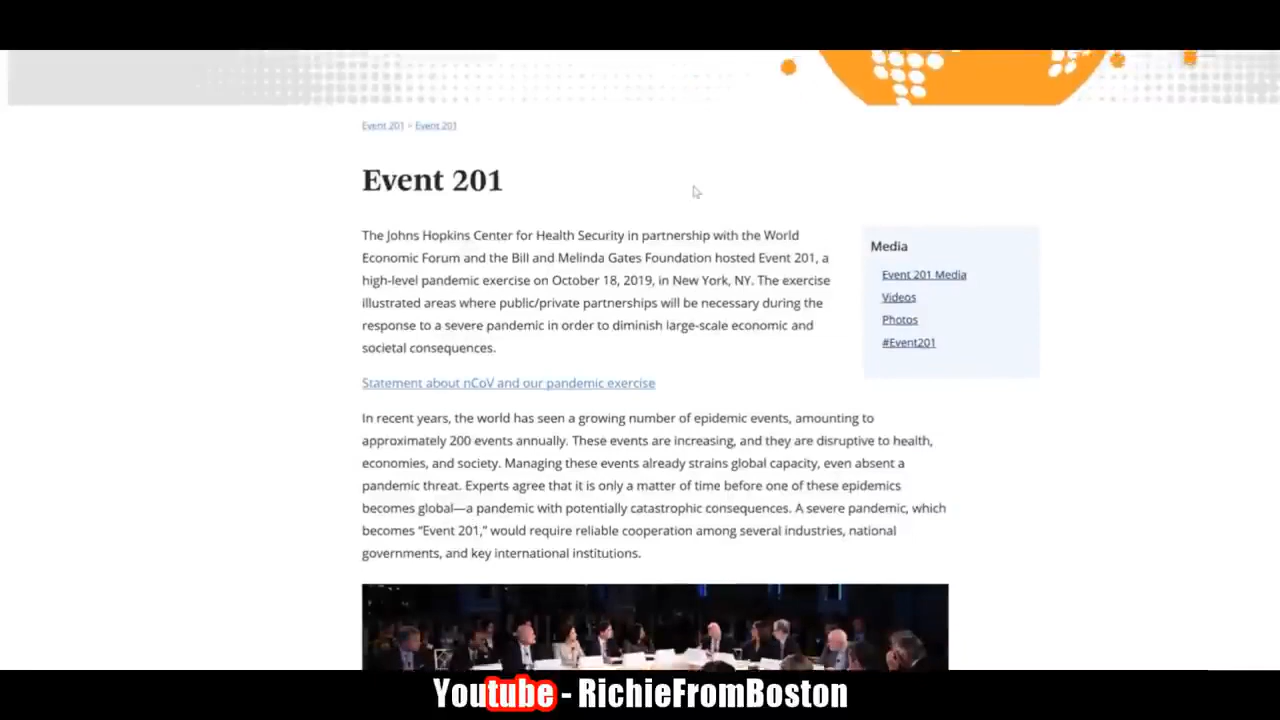 Event 201 > Event 201
Event 201
The Johns Hopkins Center for Health Security in partnership with the World
Economic Forum and the Bill and Melinda Gates Foundation hosted Event 201, a
high-level pandemic exercise on October 18, 2019, in New York, NY. The exercise
illustrated areas where public/private partnerships will be necessary during the
response to a severe pandemic in order to diminish large-scale economic and
societal consequences.
Media
Event 201 Media
Videos
Photos
#Event201
Statement about nCoV and our pandemic exercise
In recent years, the world has seen a growing number of epidemic events, amounting to
approximately 200 events annually. These events are increasing, and they are disruptive to health,
economies, and society. Managing these events already strains global capacity, even absent a
pandemic threat. Experts agree that it is only a matter of time before one of these epidemics
becomes global—a pandemic with potentially catastrophic consequences. A severe pandemic, which
becomes “Event 201,” would require reliable cooperation among several industries, national
governments, and key international institutions.
Youtube - RichieFromBoston